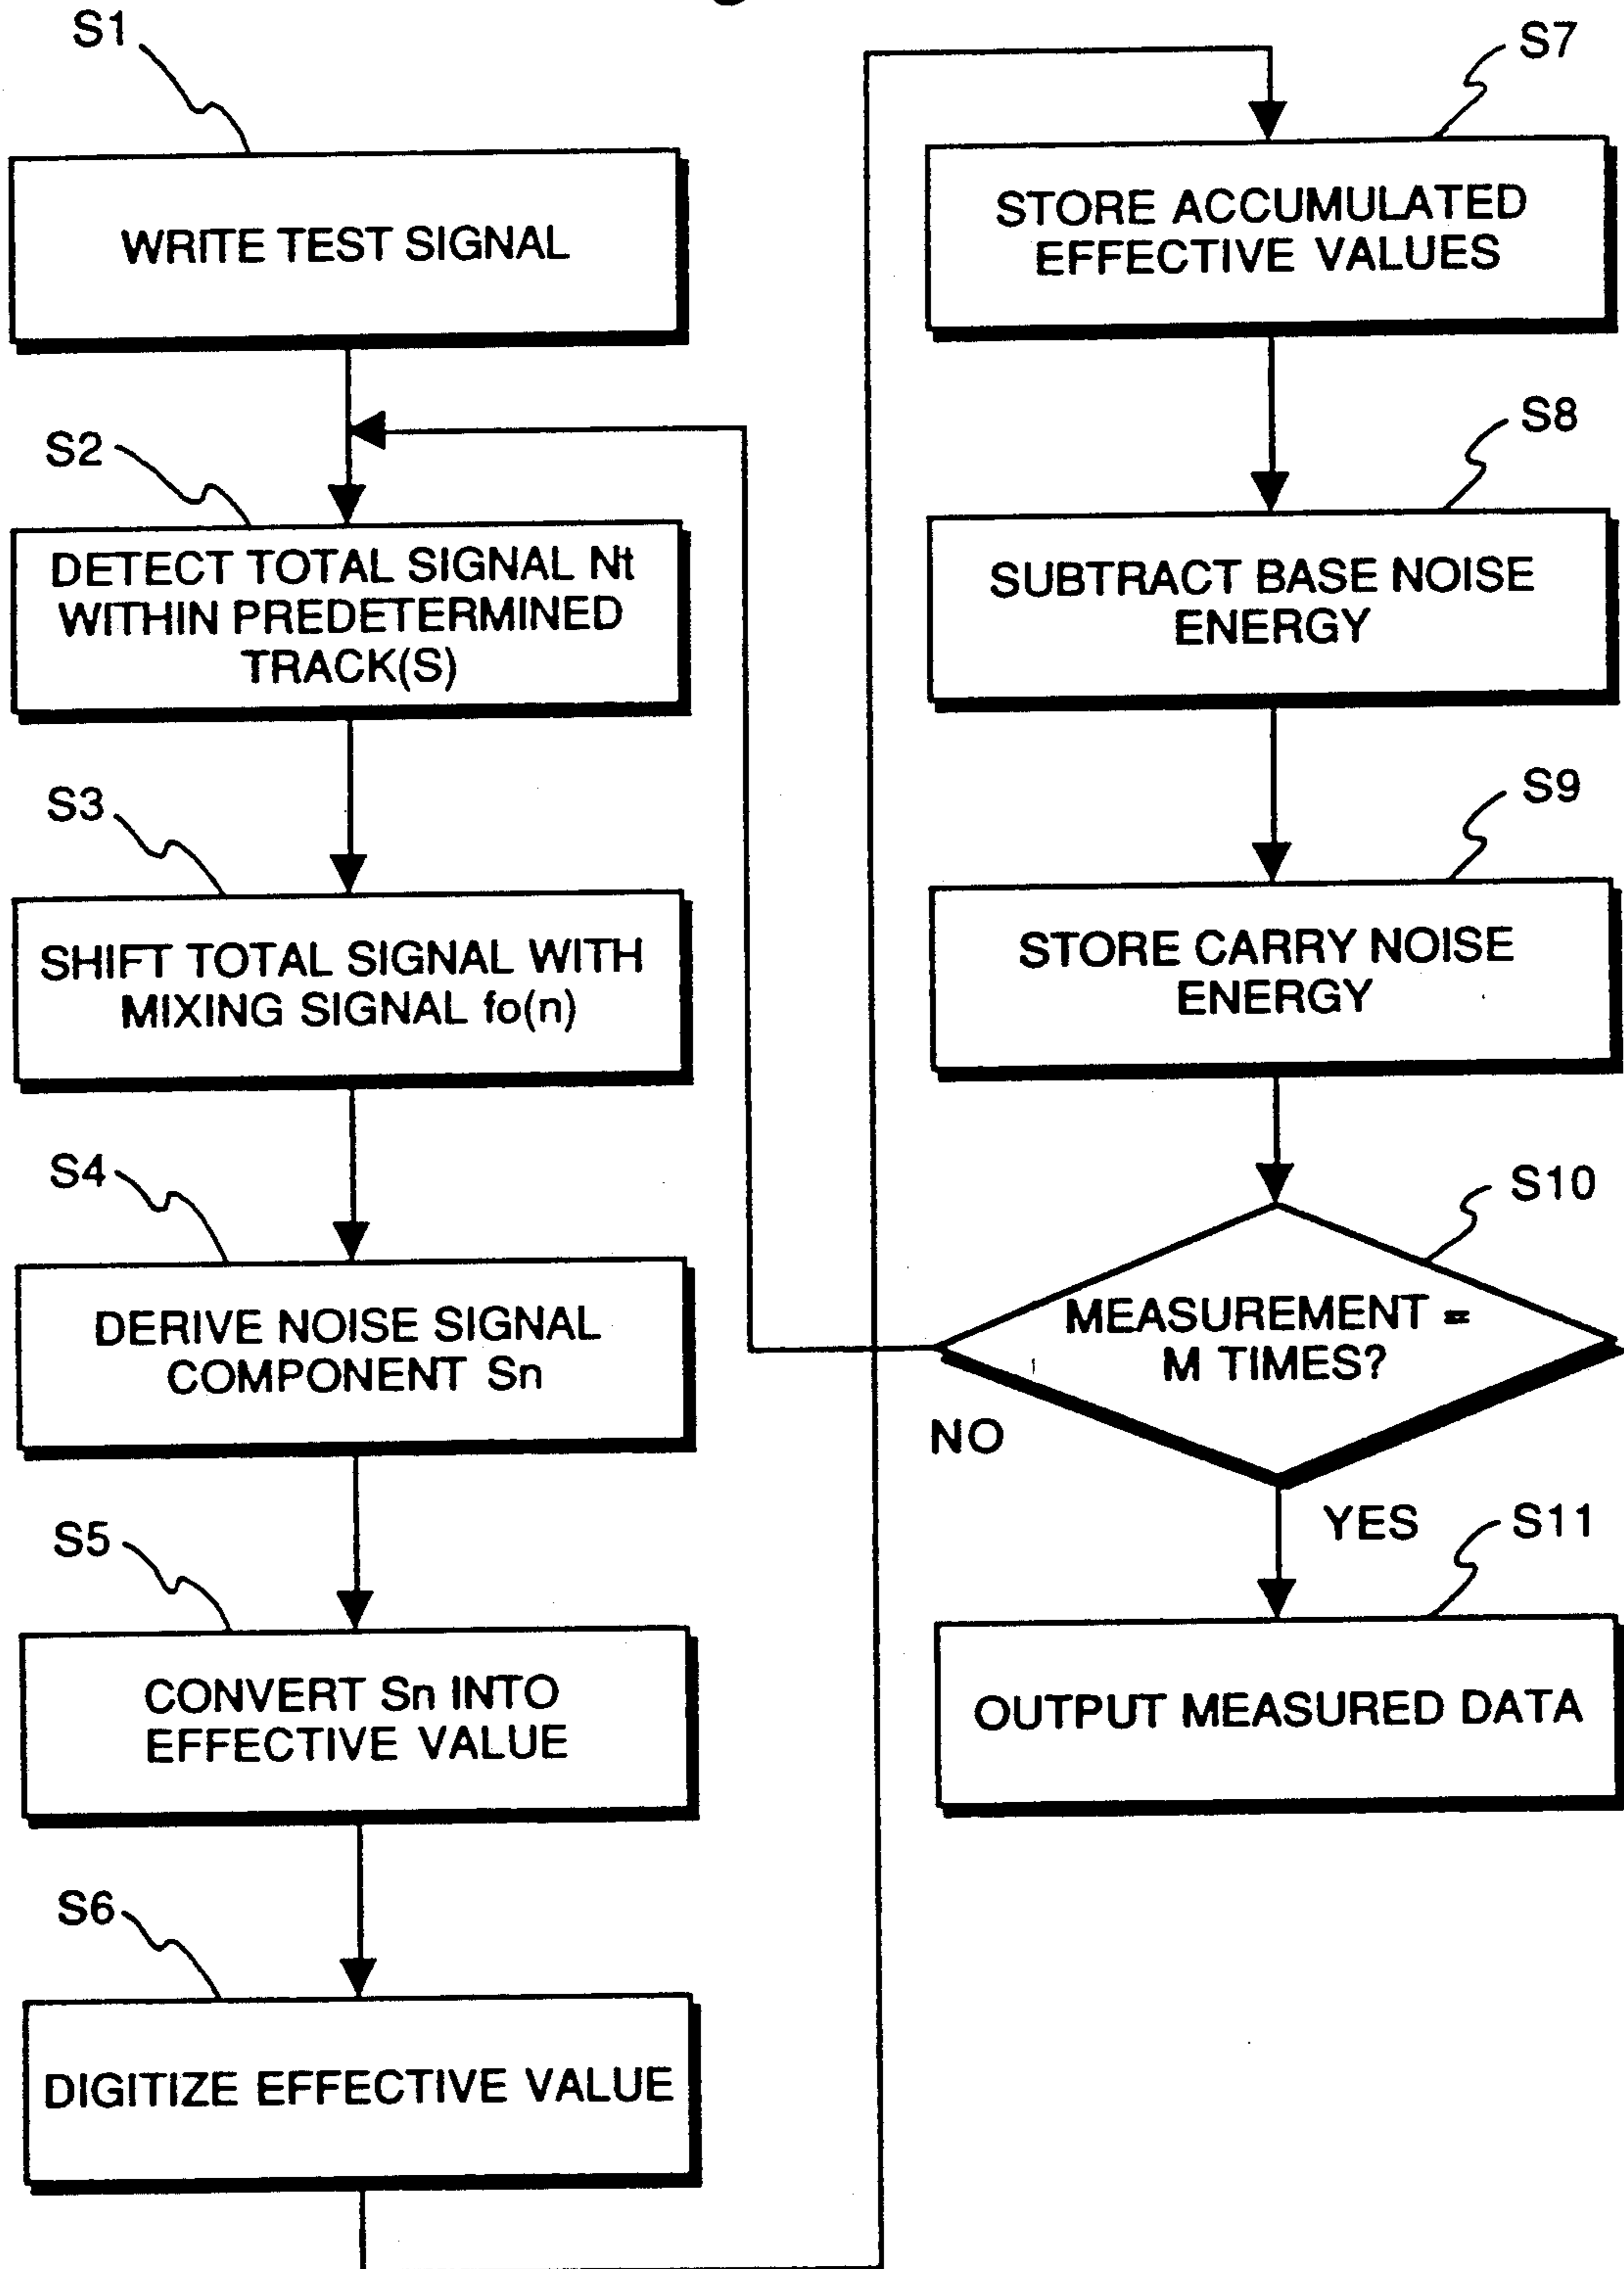 S1
WRITE TEST SIGNAL
S2
DETECT TOTAL SIGNAL Nt
WITHIN PREDETERMINED
TRACK(S)
S3
SHIFT TOTAL SIGNAL WITH
MIXING SIGNAL fo(n)
S4
DERIVE NOISE SIGNAL
COMPONENT Sn
S5
CONVERT Sn INTO
EFFECTIVE VALUE
S6
DIGITIZE EFFECTIVE VALUE
S7
STORE ACCUMULATED
EFFECTIVE VALUES
S8
SUBTRACT BASE NOISE
ENERGY
S9
STORE CARRY NOISE
ENERGY
S10
MEASUREMENT =
M TIMES?
NO
YES
S11
OUTPUT MEASURED DATA